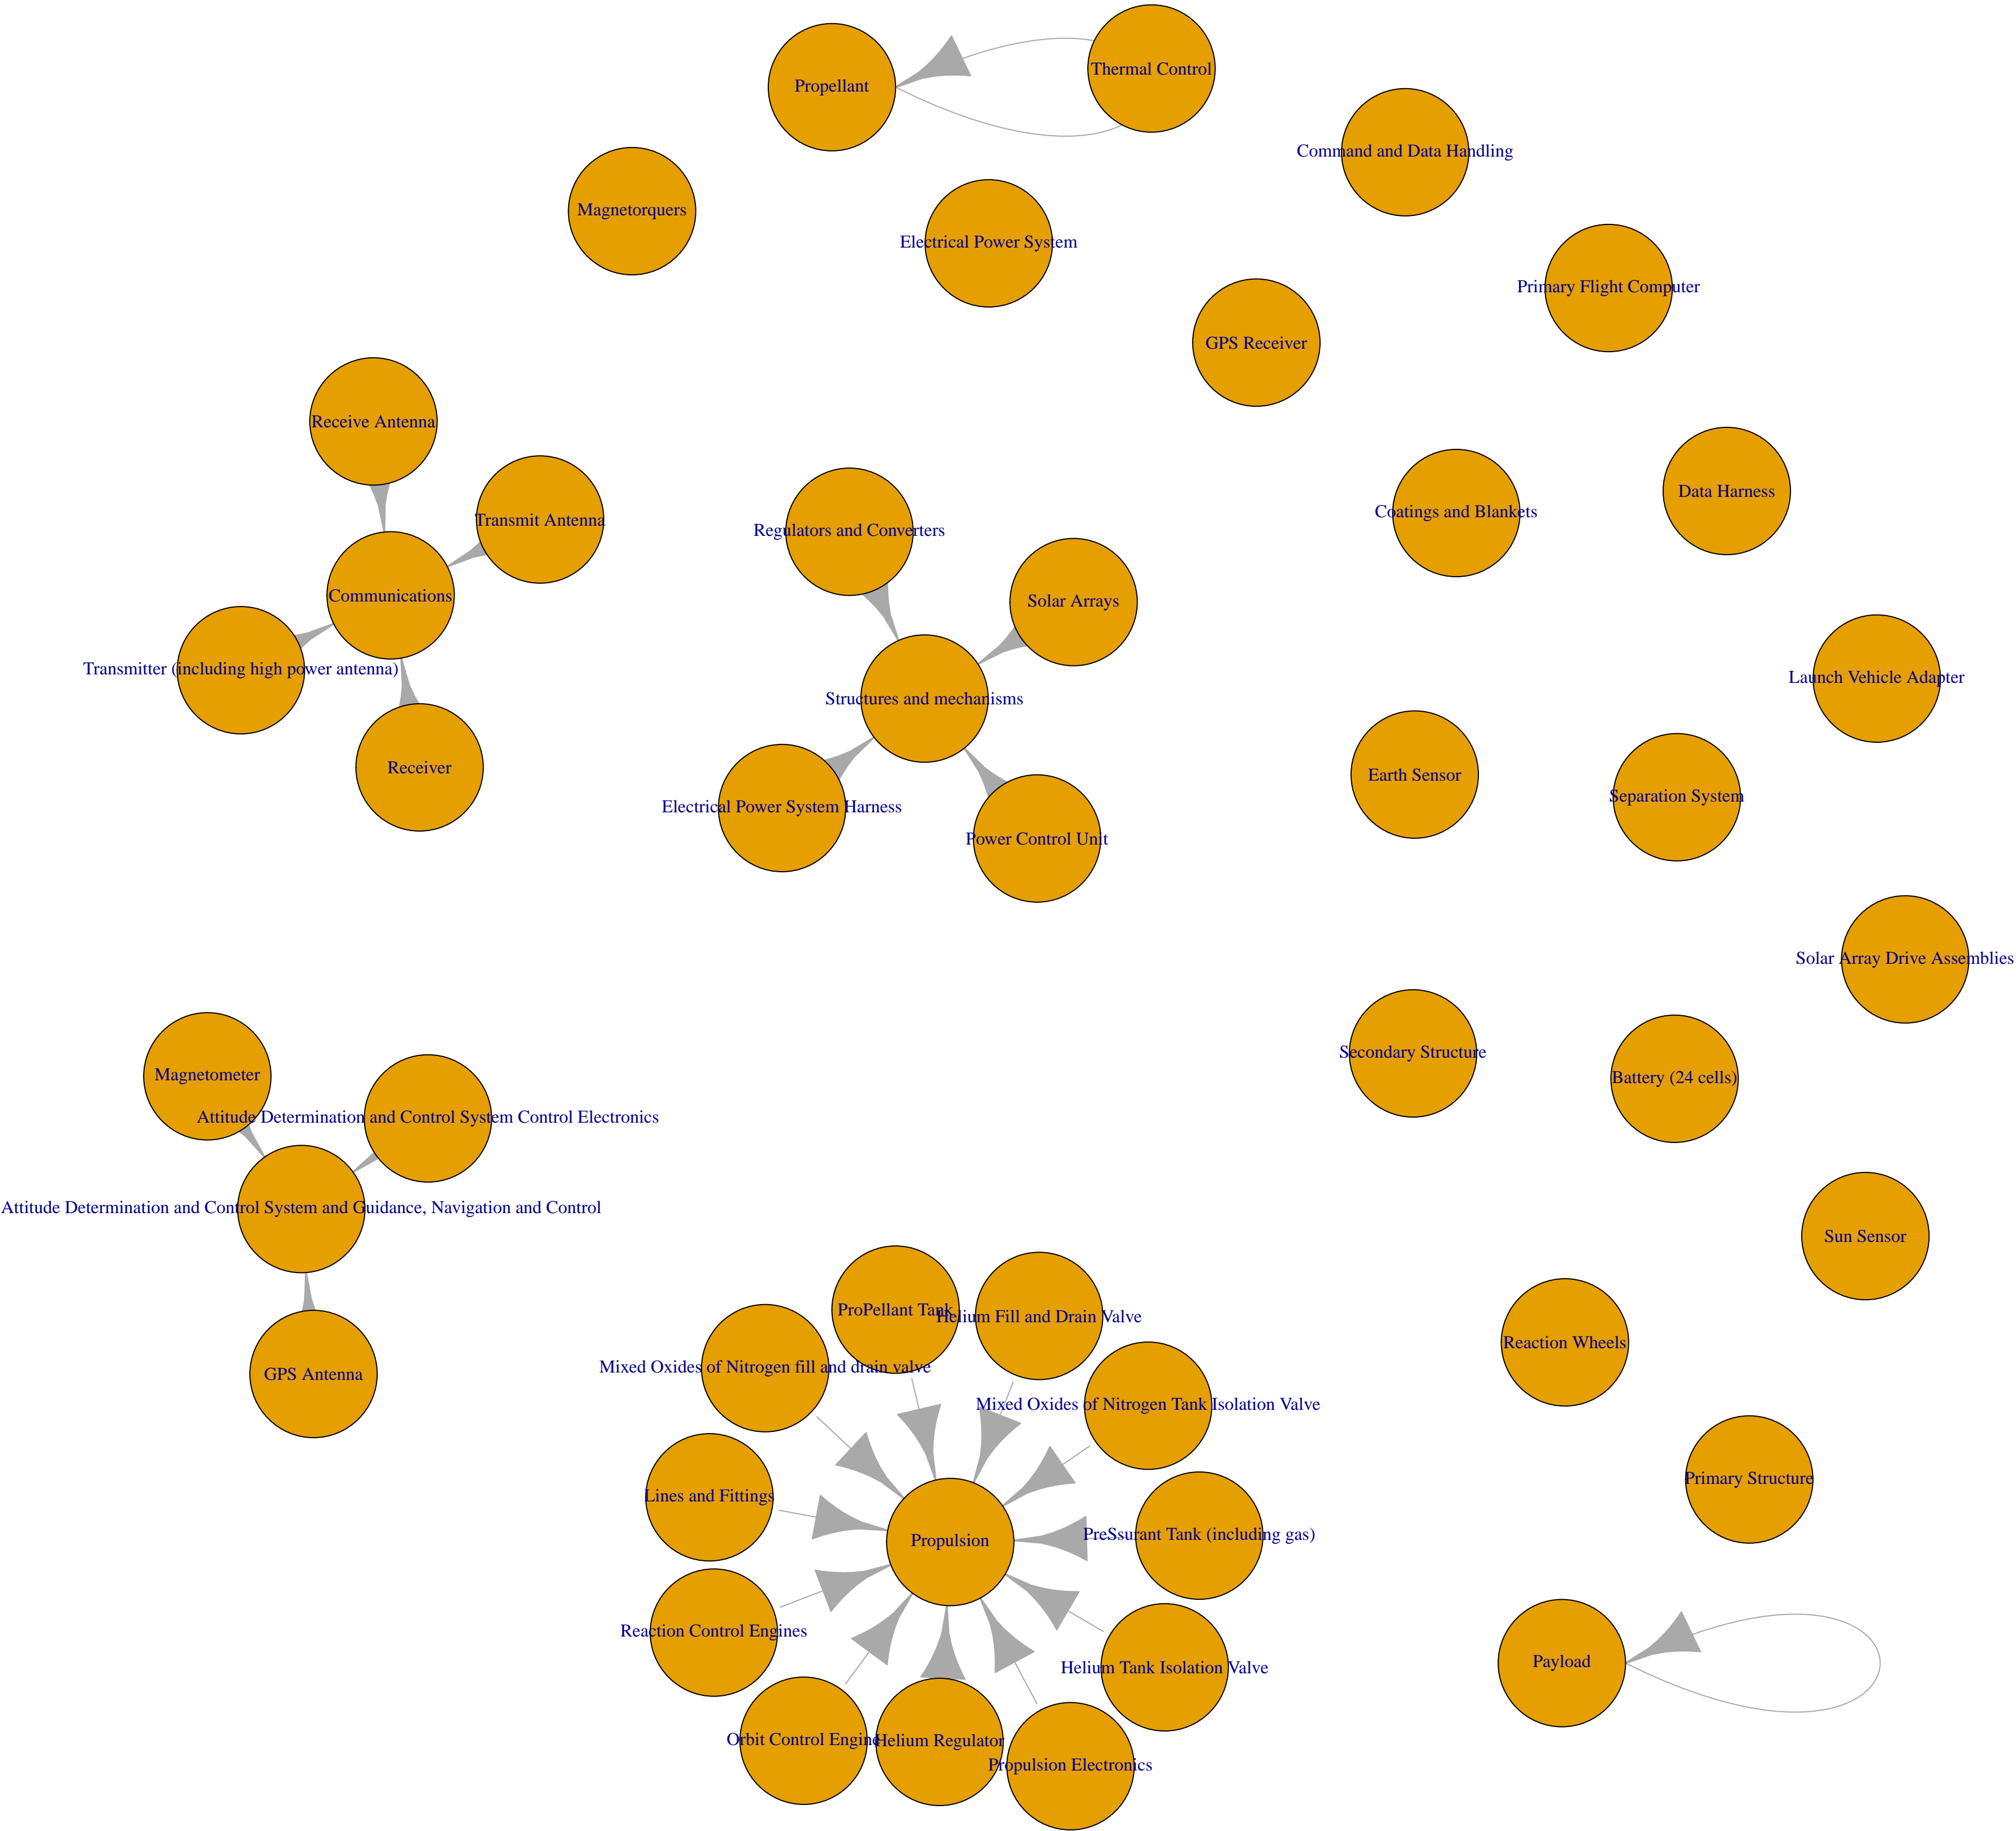 Thermal Control
Propellant
Command and Data Handling
Magnetorquers
Electrical Power System
Primary Flight Computer
GPS Receiver
Receive Antenna
Data Harness
Coatings and Blankets
Transmit Antenna
Regulators and Converters
Communications
Solar Arrays
Transmitter (including high power antenna)
Launch Vehicle Adapter
Structures and mechanisms
Receiver
Earth Sensor
Separation System
Electrical Power System Harness
Power Control Unit
Solar Array Drive Assemblies
Secondary Structure
Magnetometer
Battery (24 cells)
Attitude Determination and Control System Control Electronics
Attitude Determination and Control System and Guidance, Navigation and Control
Sun Sensor
ProPellant Tank
Helium Fill and Drain Valve
Reaction Wheels
Mixed Oxides of Nitrogen fill and drain valve
GPS Antenna
Mixed Oxides of Nitrogen Tank Isolation Valve
Primary Structure
Lines and Fittings
PreSsurant Tank (including gas)
Propulsion
Reaction Control Engines
Payload
Helium Tank Isolation Valve
Orbit Control Engine
Helium Regulator
Propulsion Electronics